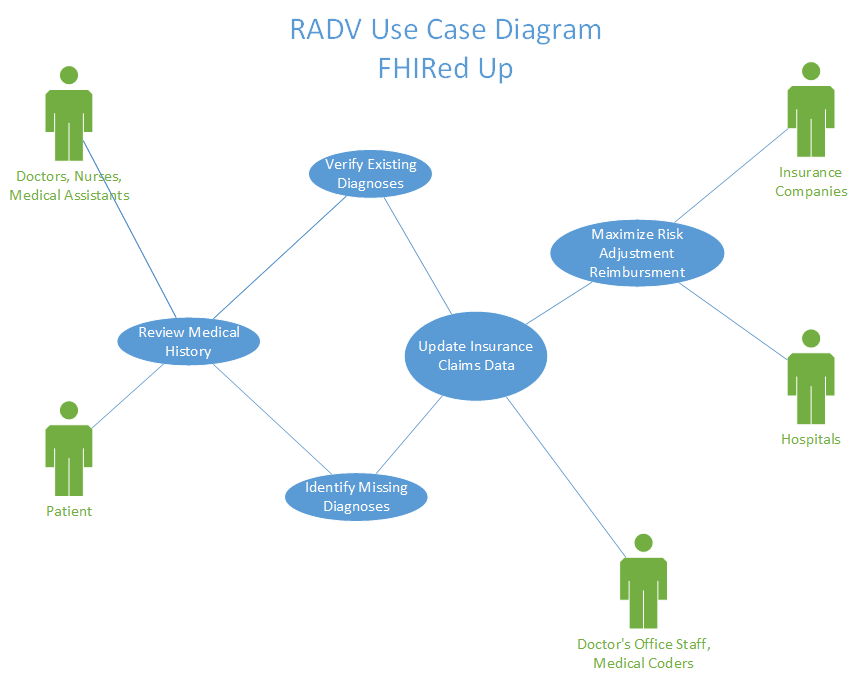 RADV Use Case Diagram
FHIRed Up
Doctors, Nurses,
Medical Assistants
Verify Existing
Diagnoses
Insurance
Companies
Maximize Risk
Adjustment
Reimbursment
Review Medical
History
Update Insurance
Claims Data
Hospitals
Patient
Identify Missing
Diagnoses
Doctor's Office Staff,
Medical Coders